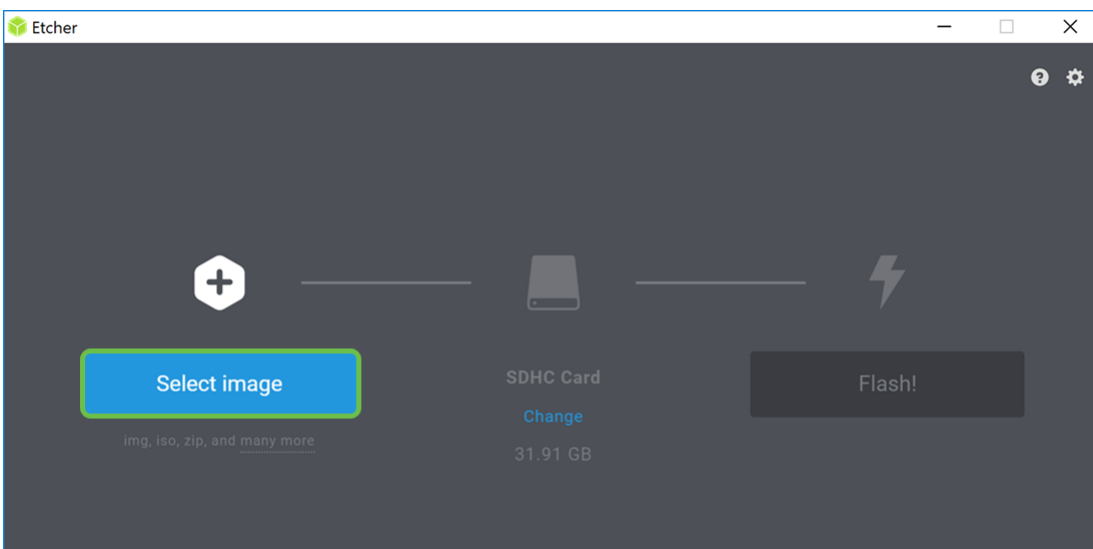 Etcher
Select image
img, iso, zip, and many more
SDHC Card
Change
31.91 GB
Flash!